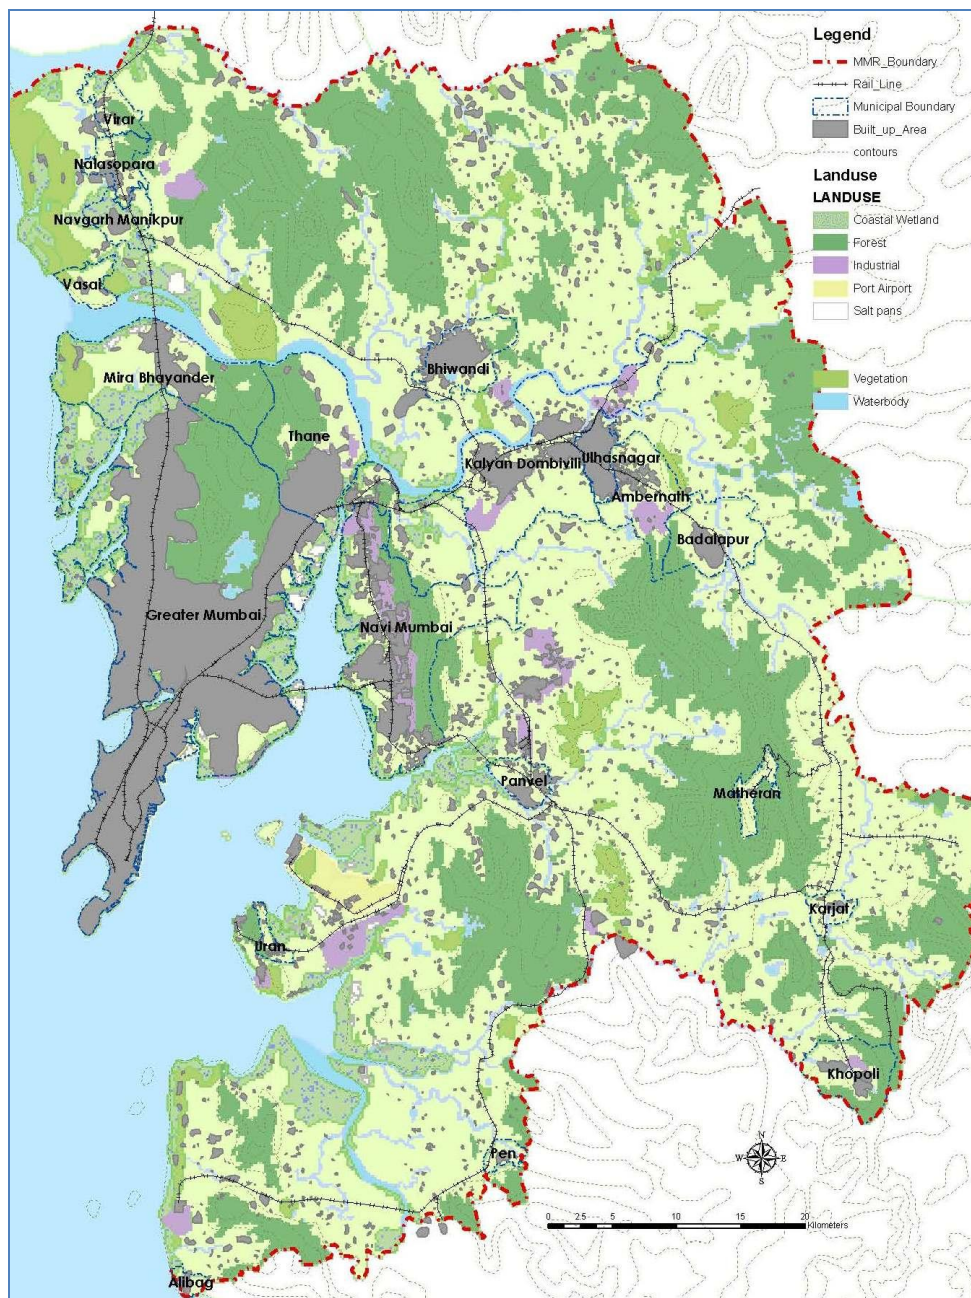 Legend
MMR_Boundary
Rail_Line
Municipal Boundary
Built_up_Area
contours
Landuse
LANDUSE
Coastal Wetland
Forest
Industrial
Port Airport
Salt pans
Vegetation
Waterbody
Virar
Nalasopara
Navgarh Manikpur
Vasai
Mira Bhayander
Bhiwandi
Thane
Kalyan Dombivili
Ulhasnagar
Ambernath
Badalapur
Greater Mumbai
Navi Mumbai
Panvel
Matheran
Karjat
Uran
Khopoli
Pen
Alibag
N
W E
S
0 2.5 5 10 15 20
Kilometers